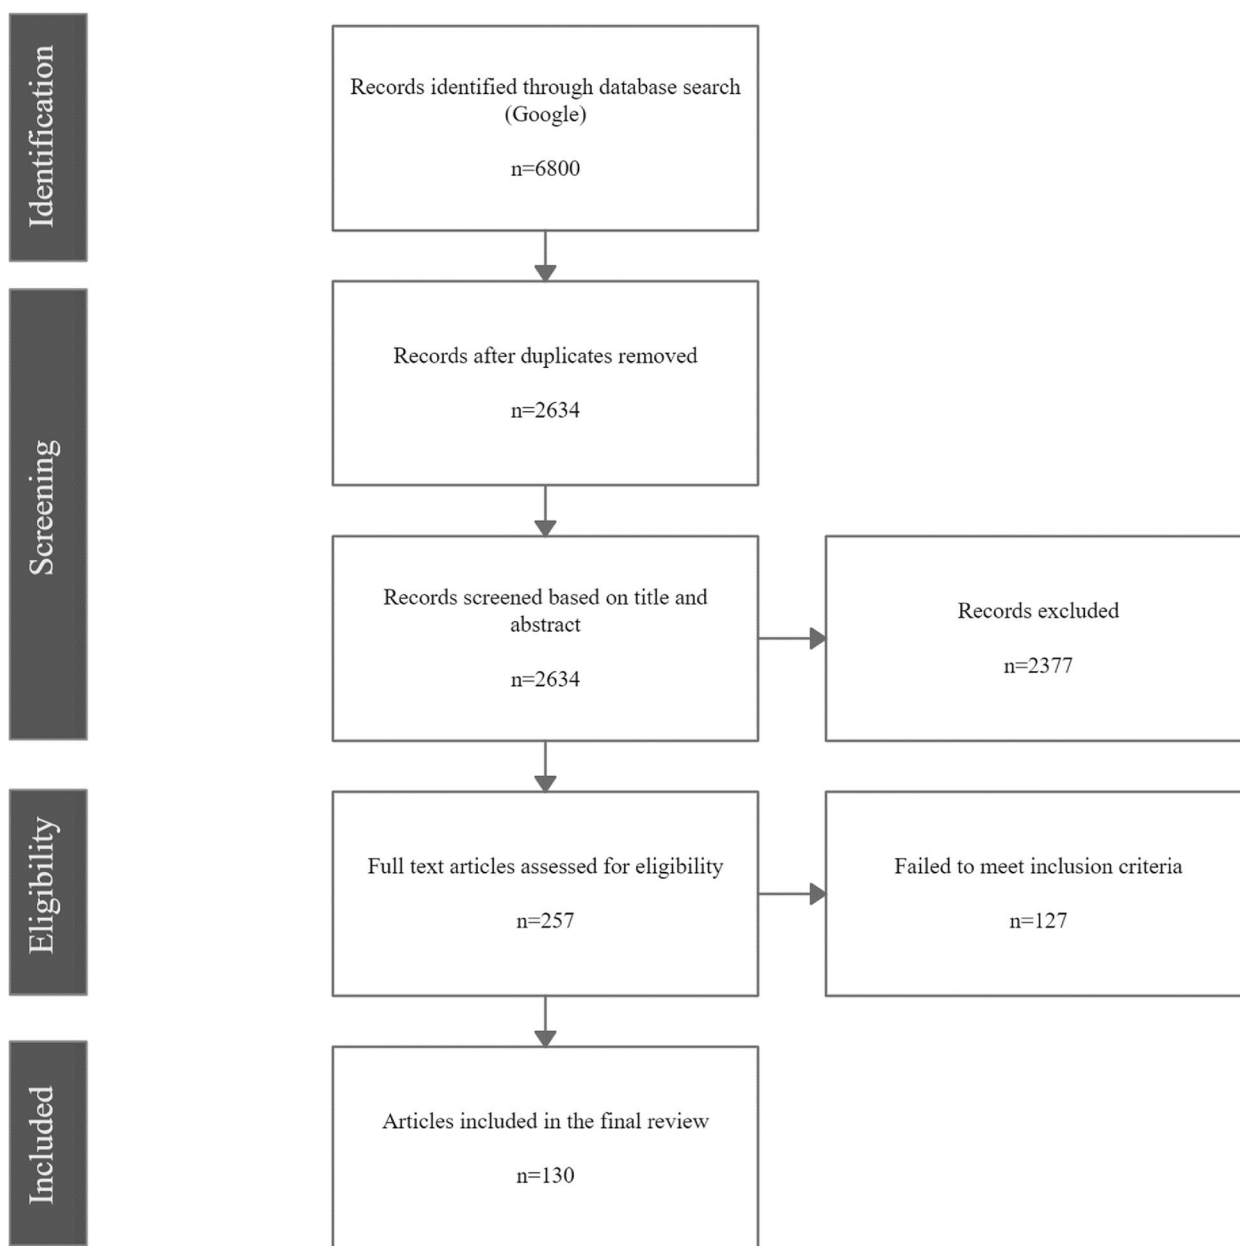 Identification
Records identified through database search
(Google)
n=6800
Screening
Records after duplicates removed
n=2634
Records screened based on title and
abstract
n=2634
Records excluded
n=2377
Eligibility
Full text articles assessed for eligibility
n=257
Failed to meet inclusion criteria
n=127
Included
Articles included in the final review
n=130